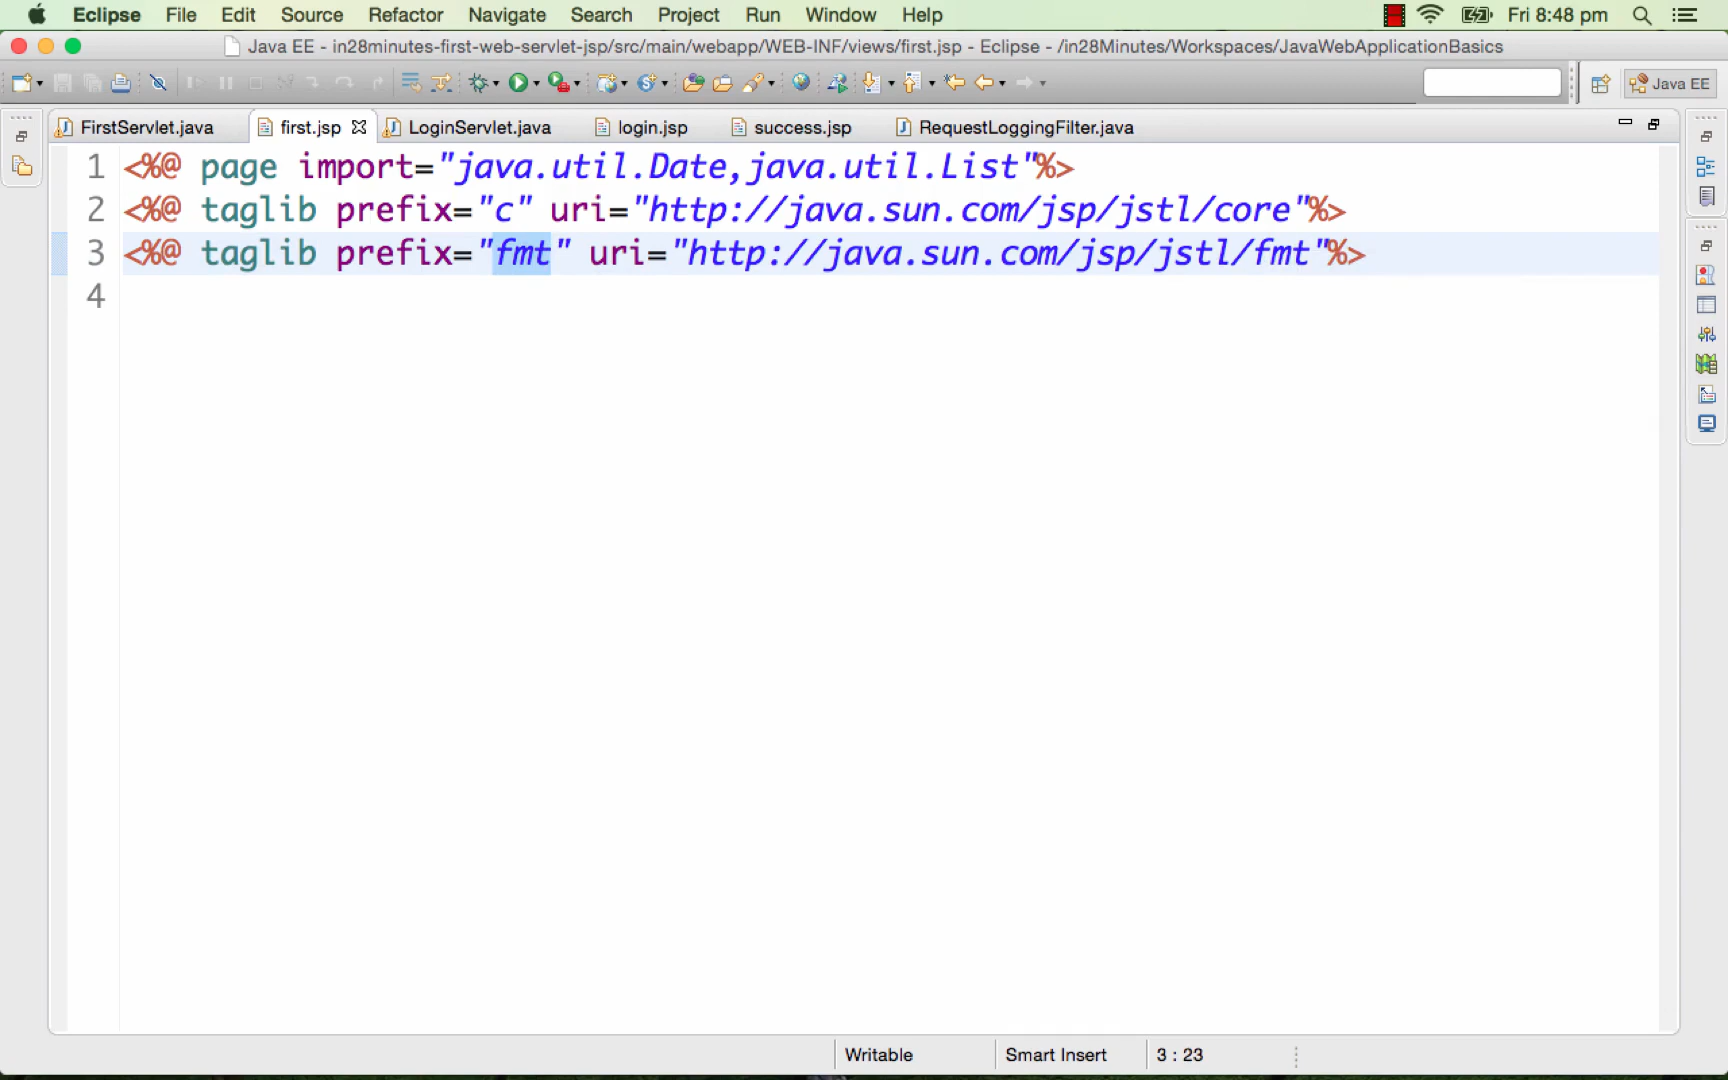 Eclipse File Edit Source Refactor Navigate Search Project Run Window Help Fri 8:48 pm
Java EE - in28minutes-first-web-servlet-jsp/src/main/webapp/WEB-INF/views/first.jsp - Eclipse - /in28Minutes/Workspaces/JavaWebApplicationBasics
Java EE
FirstServlet.java first.jsp LoginServlet.java login.jsp success.jsp RequestLoggingFilter.java
1 <%@ page import="java.util.Date,java.util.List"%>
2 <%@ taglib prefix="c" uri="http://java.sun.com/jsp/jstl/core"%>
3 <%@ taglib prefix="fmt" uri="http://java.sun.com/jsp/jstl/fmt"%>
4
Writable Smart Insert 3 : 23